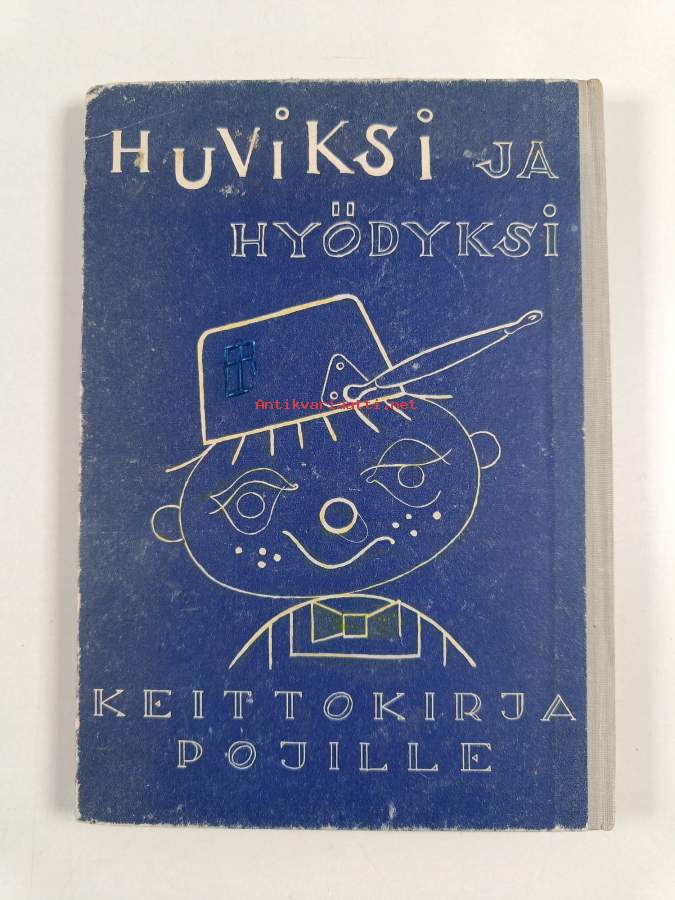 HUViKSi JA
HYÖDYKSi
Antikvariaatti.net
KEITTOKIRJA
POJILLE